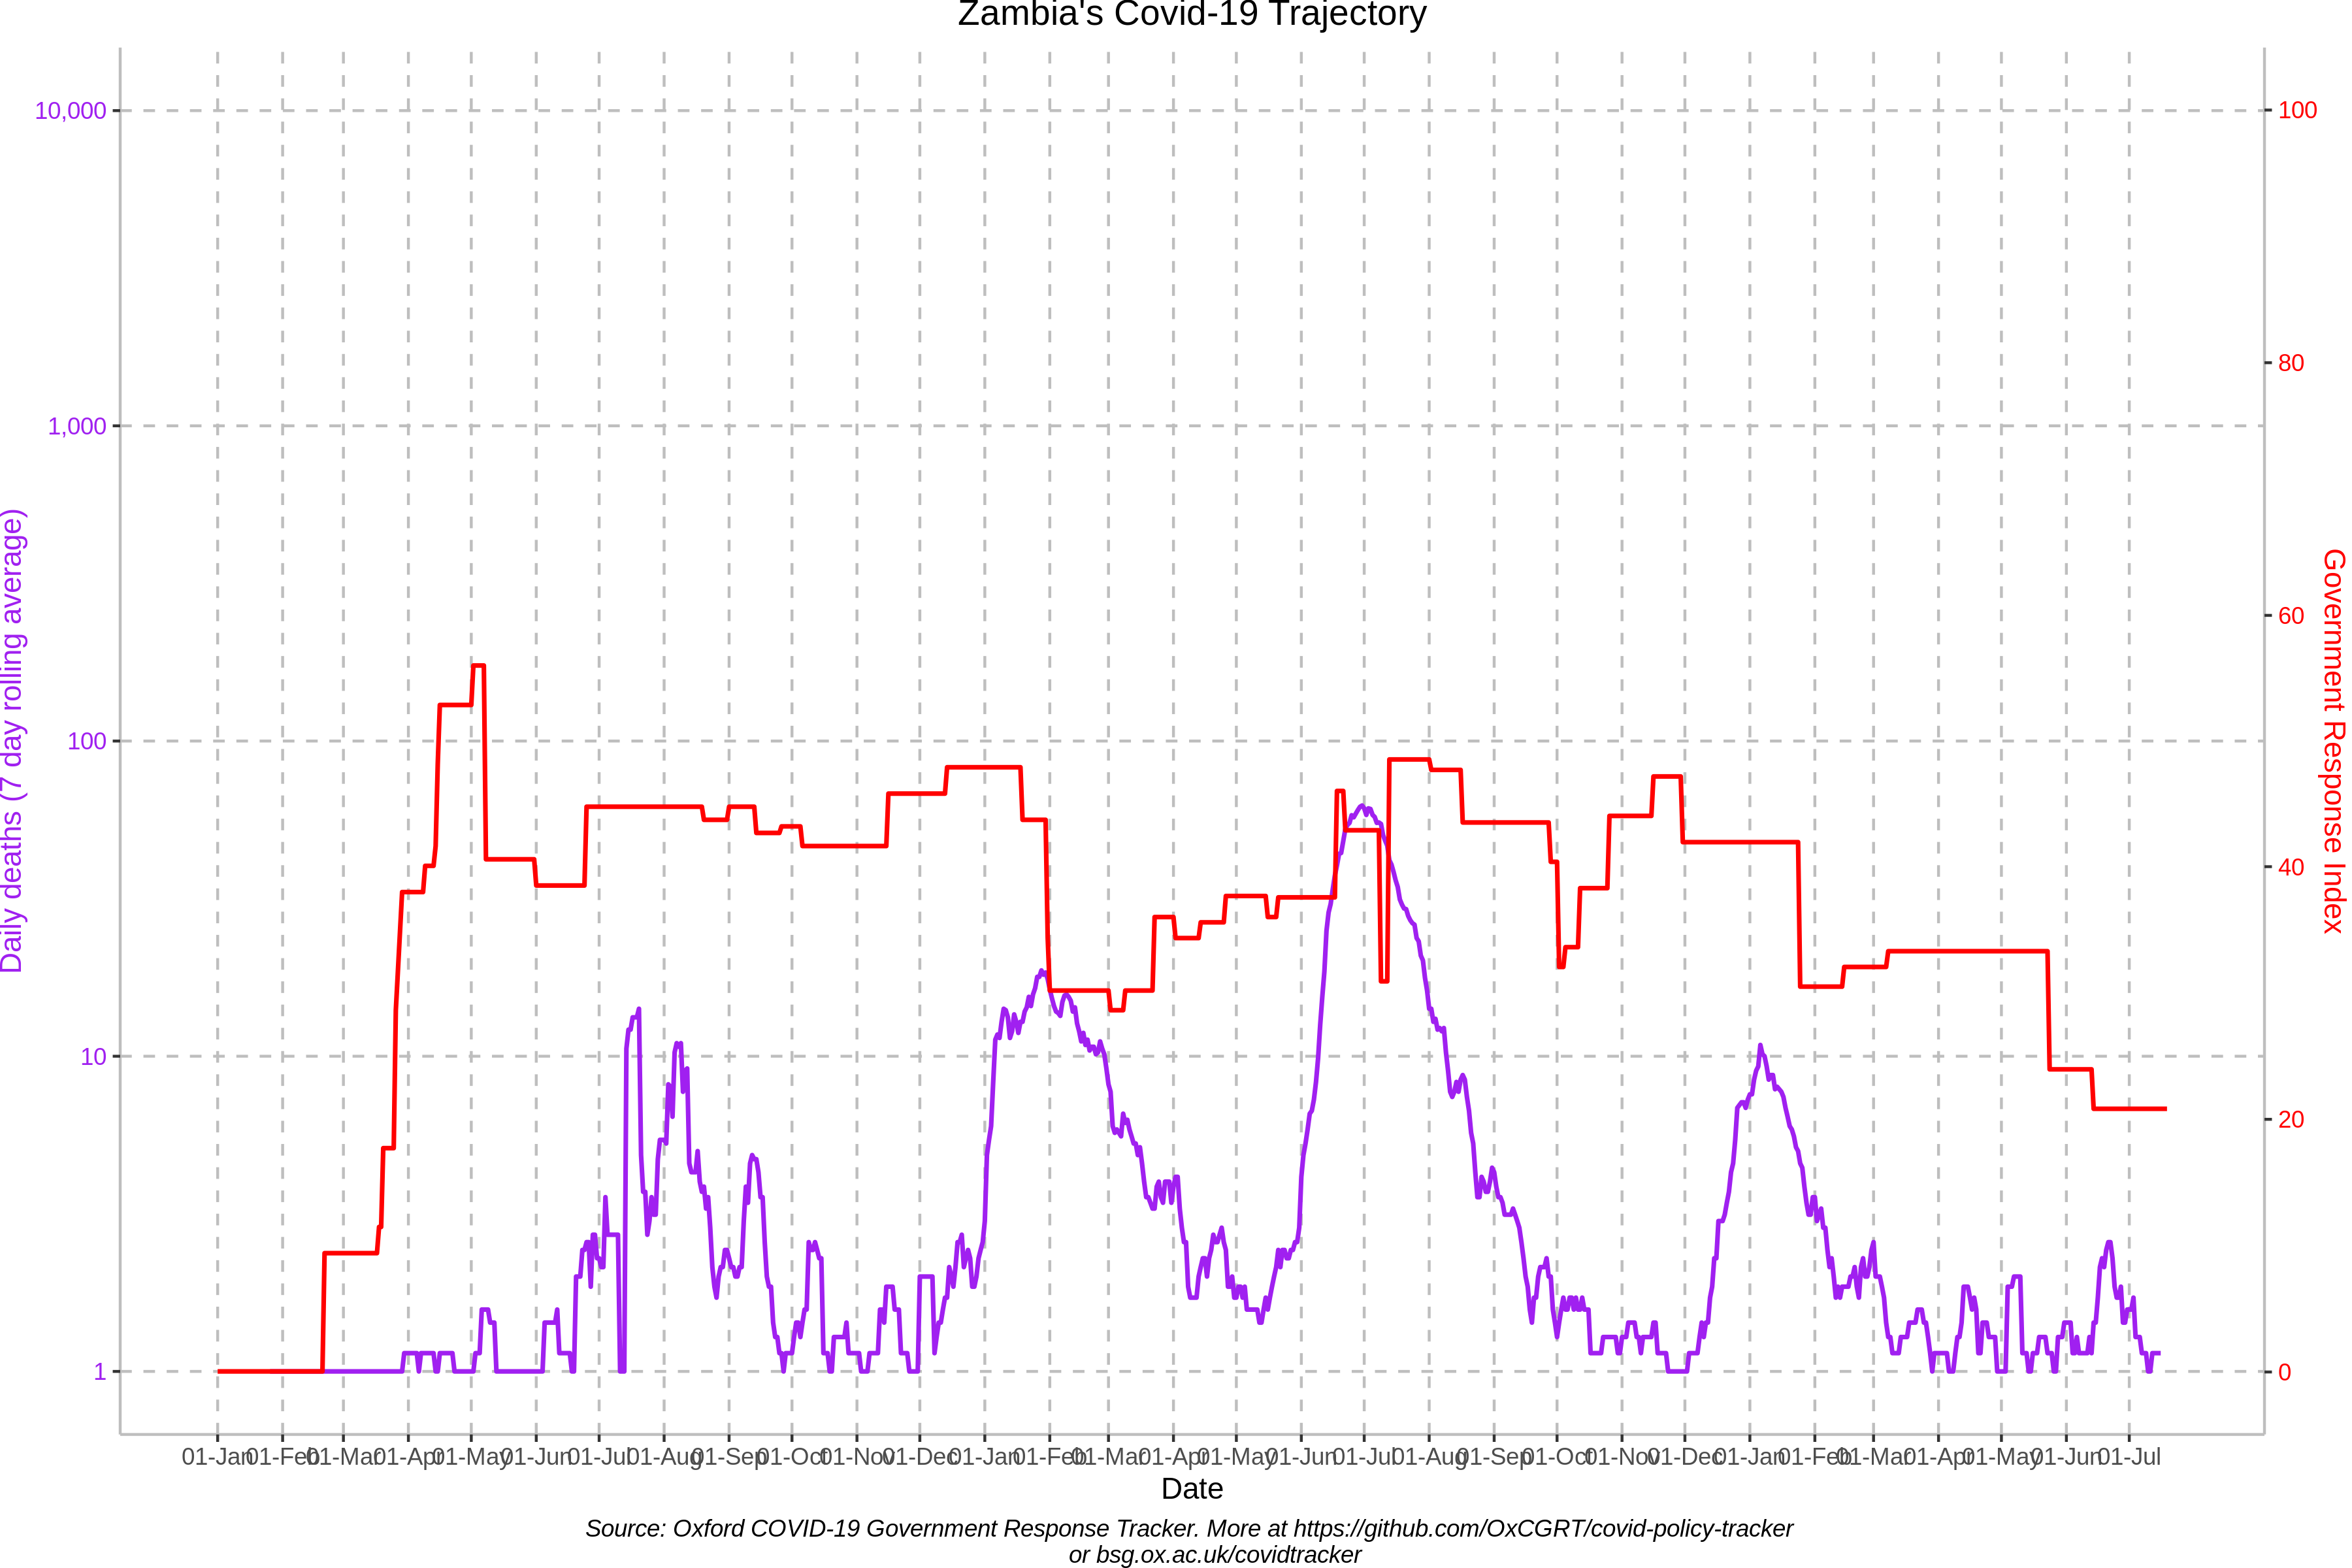 Zambia's Covid-19 Trajectory
Daily deaths (7 day rolling average)
10,000
1,000
100
10
1
100
80
60
40
20
0
Government Response Index
01-Jan 01-Feb 01-Mar 01-Apr 01-May 01-Jun 01-Jul 01-Aug 01-Sep 01-Oct 01-Nov 01-Dec 01-Jan 01-Feb 01-Mar 01-Apr 01-May 01-Jun 01-Jul 01-Aug 01-Sep 01-Oct 01-Nov 01-Dec 01-Jan 01-Feb 01-Mar 01-Apr 01-May 01-Jun 01-Jul
Date
Source: Oxford COVID-19 Government Response Tracker. More at https://github.com/OxCGRT/covid-policy-tracker
or bsg.ox.ac.uk/covidtracker